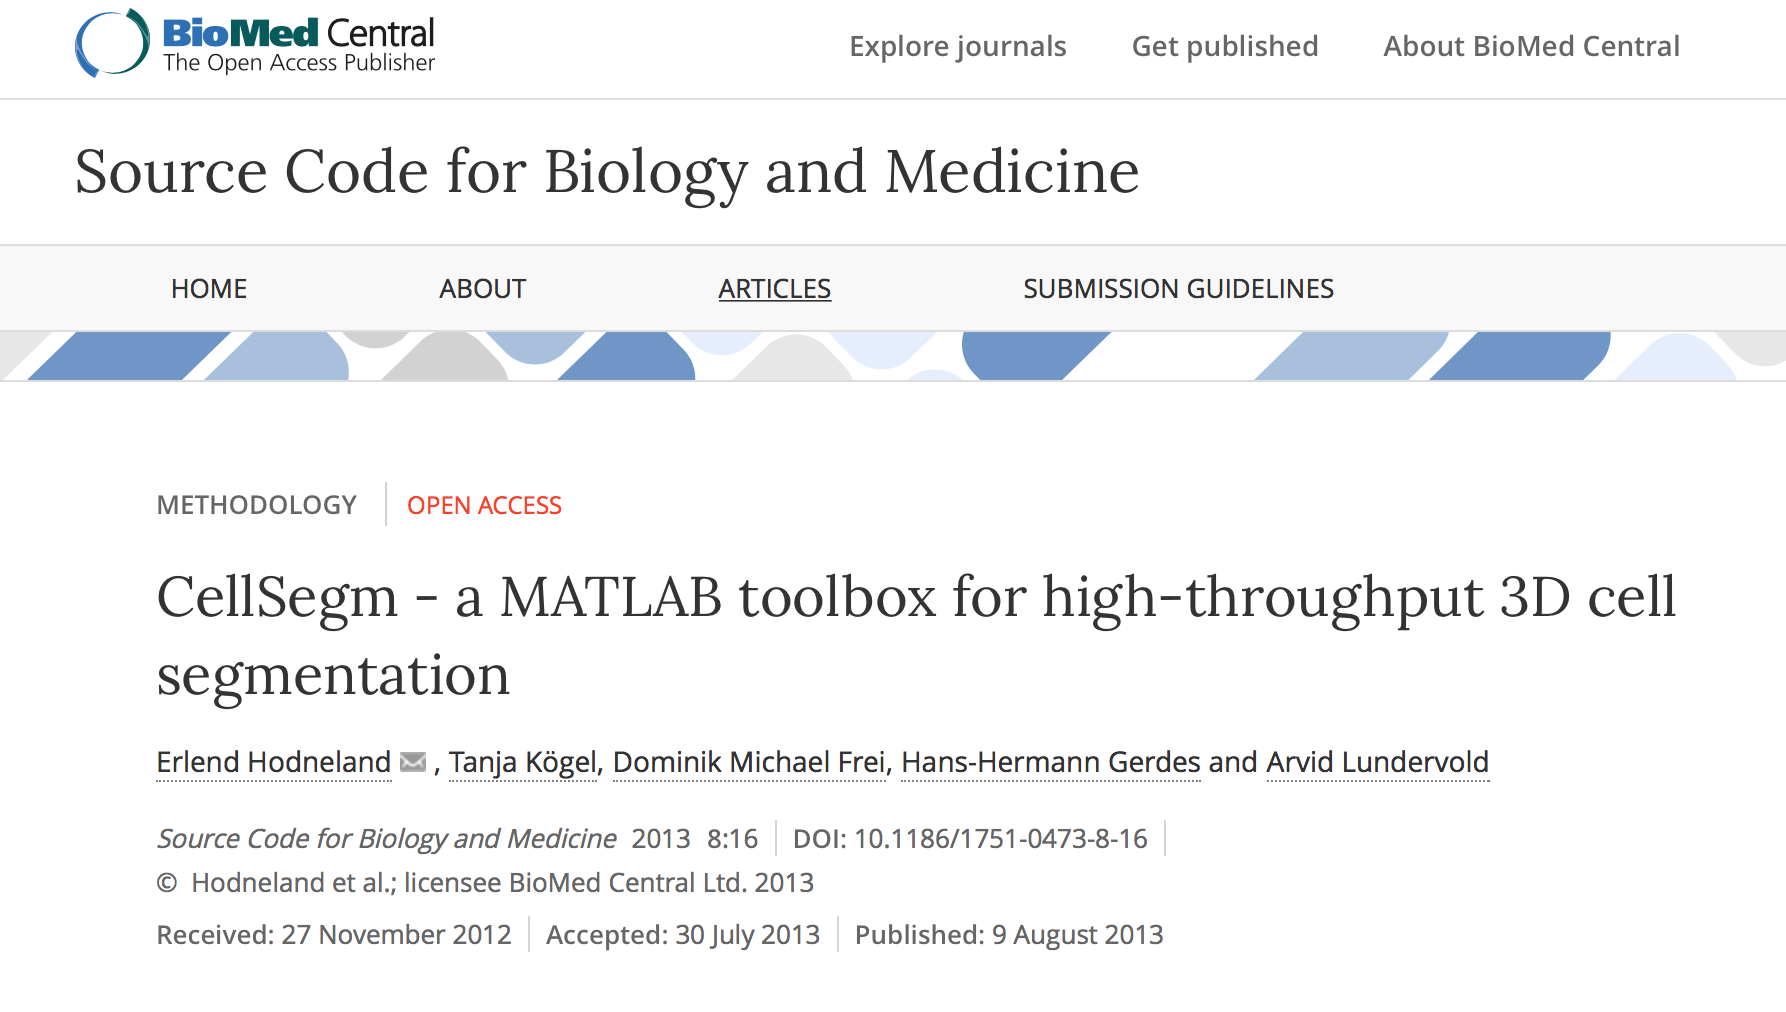 BioMed Central
The Open Access Publisher
Explore journals Get published About BioMed Central
Source Code for Biology and Medicine
HOME ABOUT ARTICLES SUBMISSION GUIDELINES
METHODOLOGY OPEN ACCESS
CellSegm - a MATLAB toolbox for high-throughput 3D cell
segmentation
Erlend Hodneland , Tanja Kögel, Dominik Michael Frei, Hans-Hermann Gerdes and Arvid Lundervold
Source Code for Biology and Medicine 2013 8:16 DOI: 10.1186/1751-0473-8-16
© Hodneland et al.; licensee BioMed Central Ltd. 2013
Received: 27 November 2012 Accepted: 30 July 2013 Published: 9 August 2013